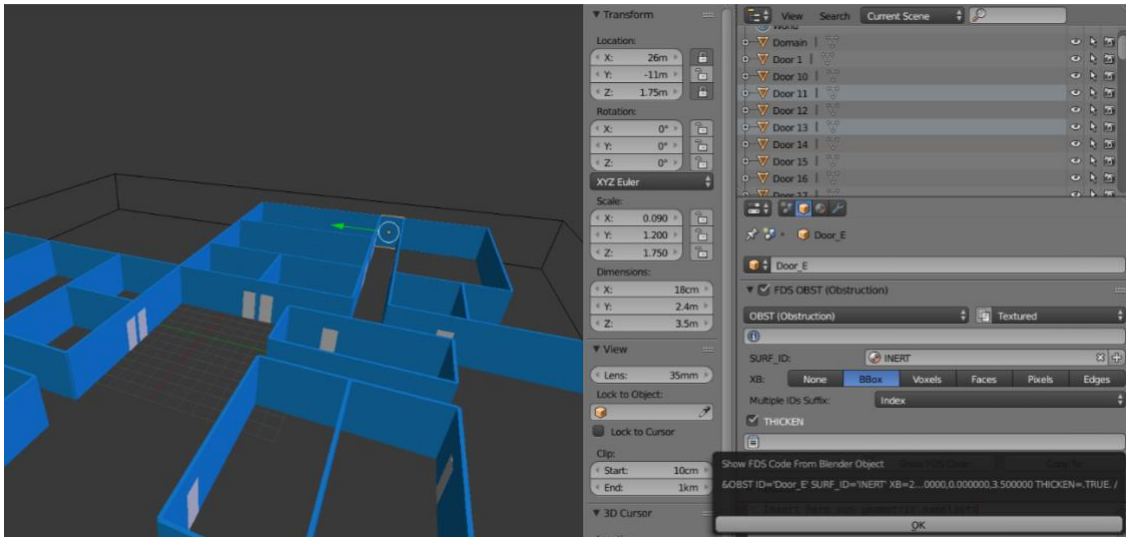 Transform
Location:
X: 26m
Y: -11m
Z: 1.75m
Rotation:
X: 0°
Y: 0°
Z: 0°
XYZ Euler
Scale:
X: 0.090
Y: 1.200
Z: 1.750
Dimensions:
X: 18cm
Y: 2.4m
Z: 3.5m
View
Lens: 35mm
Lock to Object:
Lock to Cursor
Clip:
Start: 10cm
End: 1km
3D Cursor
View Search Current Scene
World
Domain
Door 1
Door 10
Door 11
Door 12
Door 13
Door 14
Door 15
Door 16
Door 17
Door_E
Door_E
FDS OBST (Obstruction)
OBST (Obstruction) Textured
SURF_ID: INERT
XB: None BBox Voxels Faces Pixels Edges
Multiple IDs Suffix: Index
THICKEN
Show FDS Code From Blender Object
&OBST ID='Door_E' SURF_ID='INERT' XB=2...0000,0.000000,3.500000 THICKEN=.TRUE. /
OK